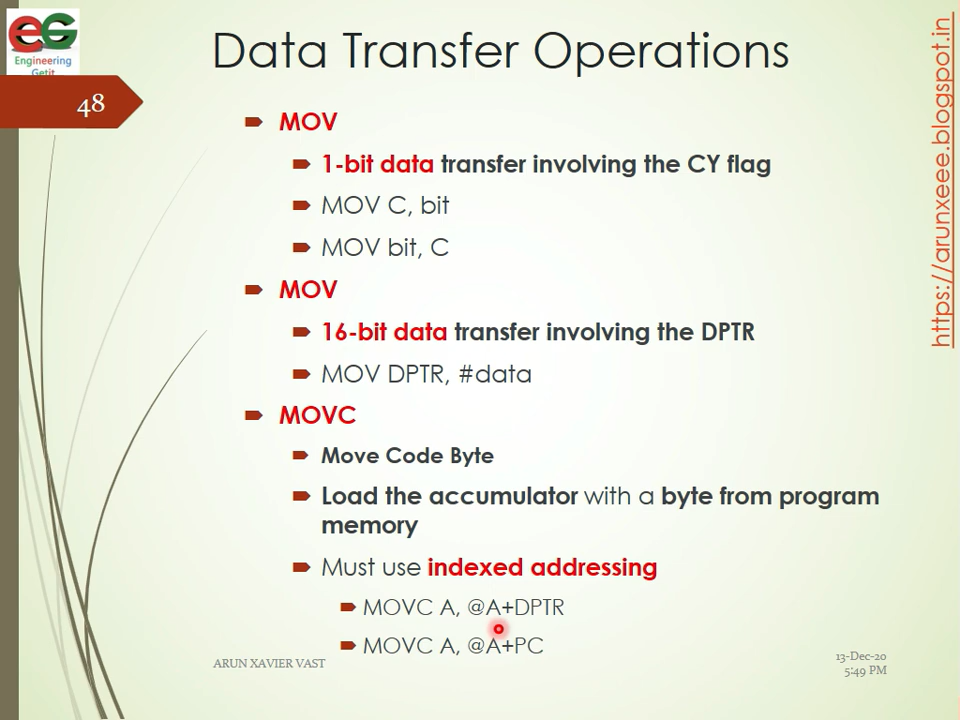 Engineering
Getit
Data Transfer Operations
48
MOV
1-bit data transfer involving the CY flag
MOV C, bit
MOV bit, C
MOV
16-bit data transfer involving the DPTR
MOV DPTR, #data
MOVC
Move Code Byte
Load the accumulator with a byte from program
memory
Must use indexed addressing
MOVC A, @A+DPTR
MOVC A, @A+PC
ARUN XAVIER VAST
13-Dec-20
5:49 PM
https://arunxeee.blogspot.in